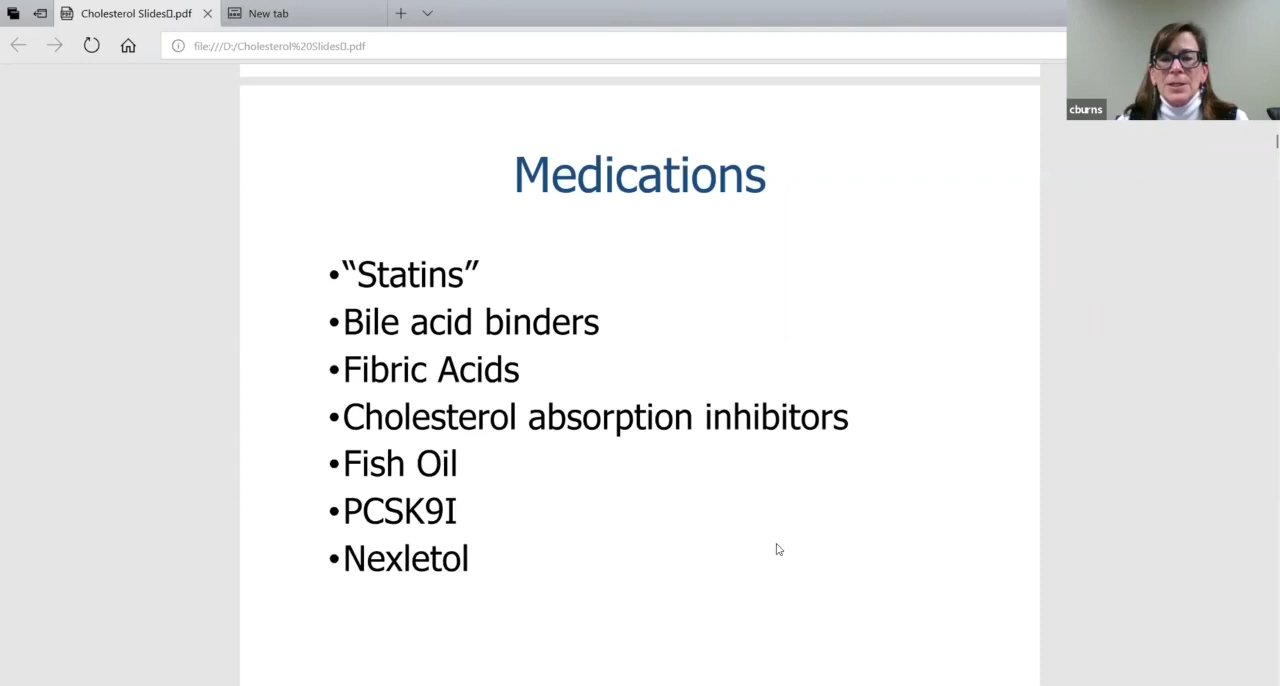 Cholesterol Slides▯.pdf
New tab
file:///D:/Cholesterol%20Slides▯.pdf
cburns
Medications
•“Statins”
•Bile acid binders
•Fibric Acids
•Cholesterol absorption inhibitors
•Fish Oil
•PCSK9I
•Nexletol